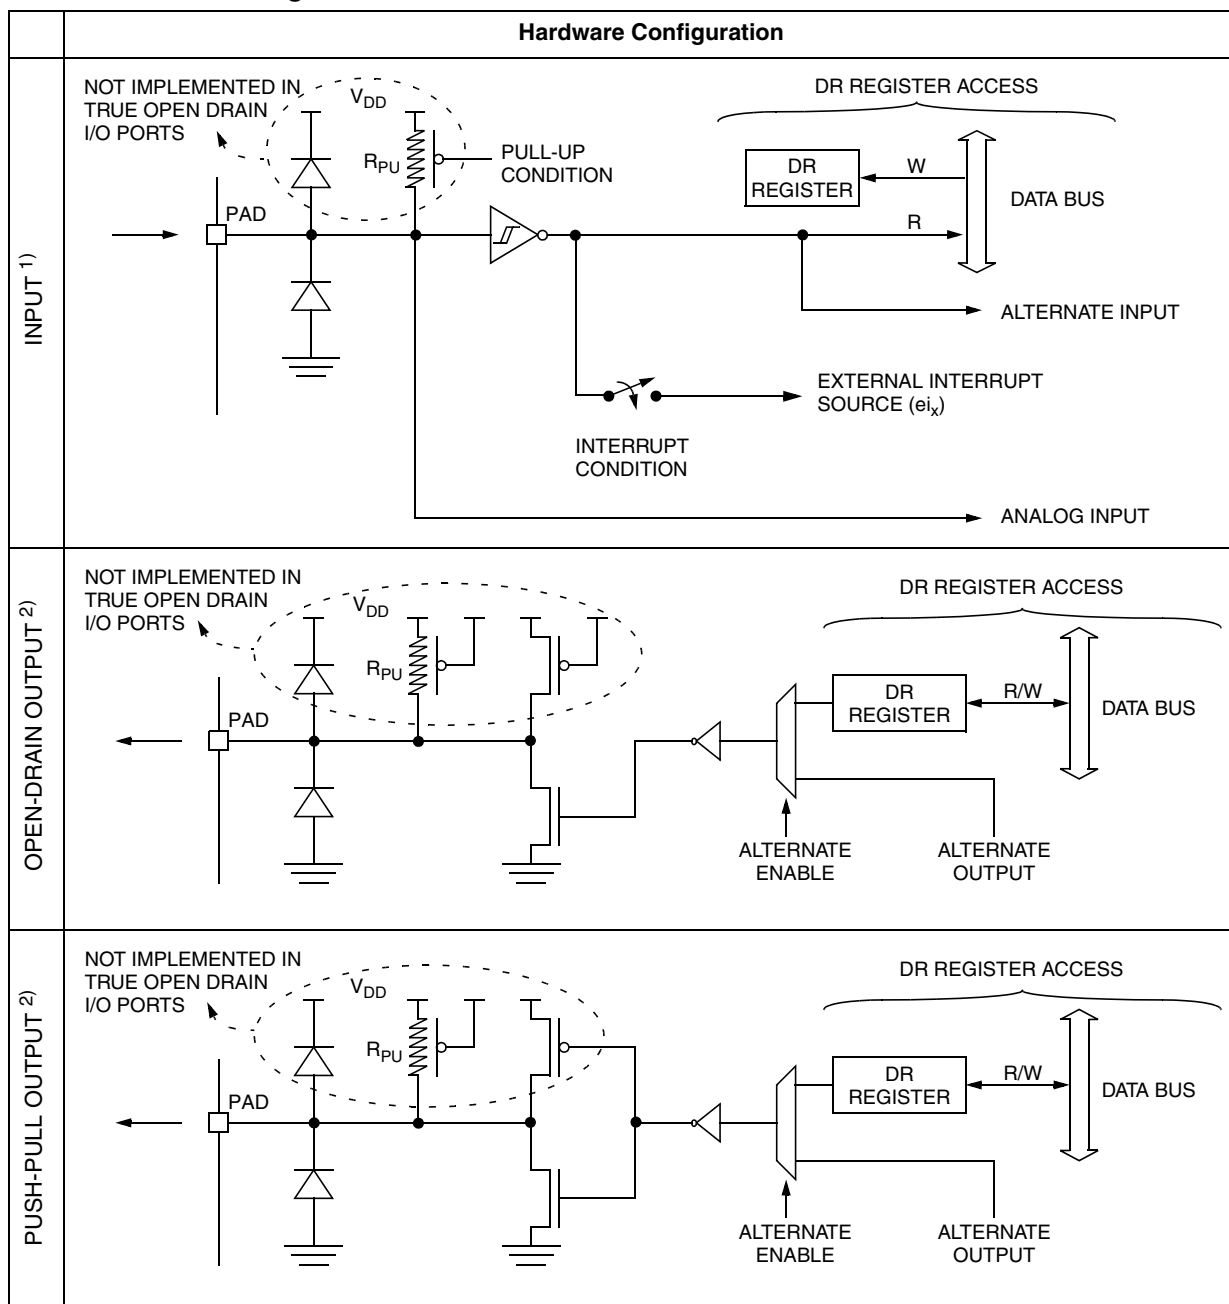 Hardware Configuration
INPUT 1)
NOT IMPLEMENTED IN
TRUE OPEN DRAIN
I/O PORTS
VDD
RPU
PULL-UP
CONDITION
PAD
DR REGISTER ACCESS
DR
REGISTER
W
R
DATA BUS
ALTERNATE INPUT
EXTERNAL INTERRUPT
SOURCE (eix)
INTERRUPT
CONDITION
ANALOG INPUT
OPEN-DRAIN OUTPUT 2)
NOT IMPLEMENTED IN
TRUE OPEN DRAIN
I/O PORTS
VDD
RPU
PAD
DR REGISTER ACCESS
DR
REGISTER
R/W
DATA BUS
ALTERNATE
ENABLE
ALTERNATE
OUTPUT
PUSH-PULL OUTPUT 2)
NOT IMPLEMENTED IN
TRUE OPEN DRAIN
I/O PORTS
VDD
RPU
PAD
DR REGISTER ACCESS
DR
REGISTER
R/W
DATA BUS
ALTERNATE
ENABLE
ALTERNATE
OUTPUT